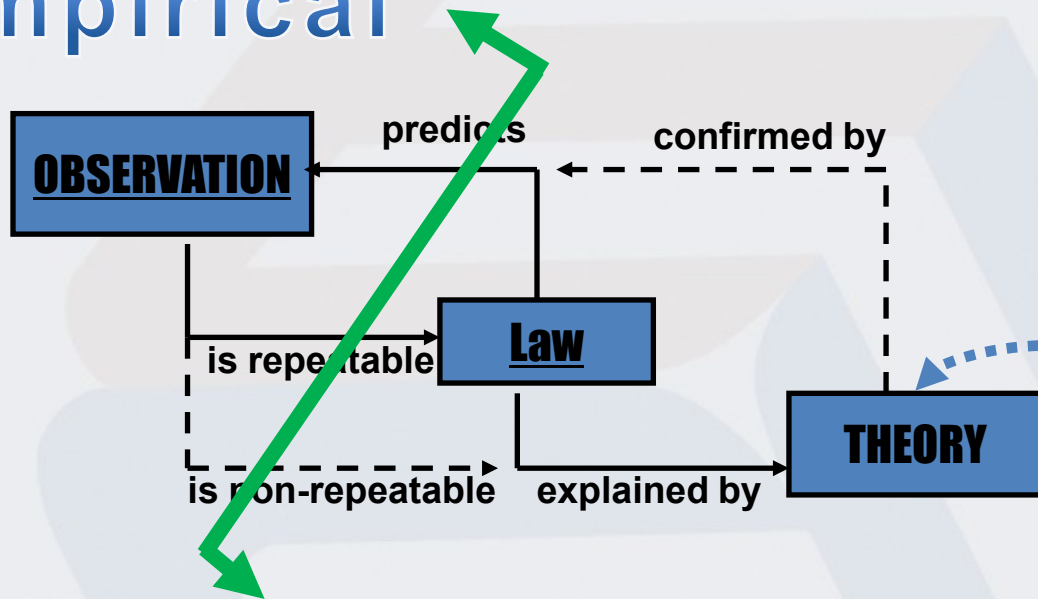 mpirical
predicts
confirmed by
OBSERVATION
is repeatable
Law
THEORY
is non-repeatable
explained by